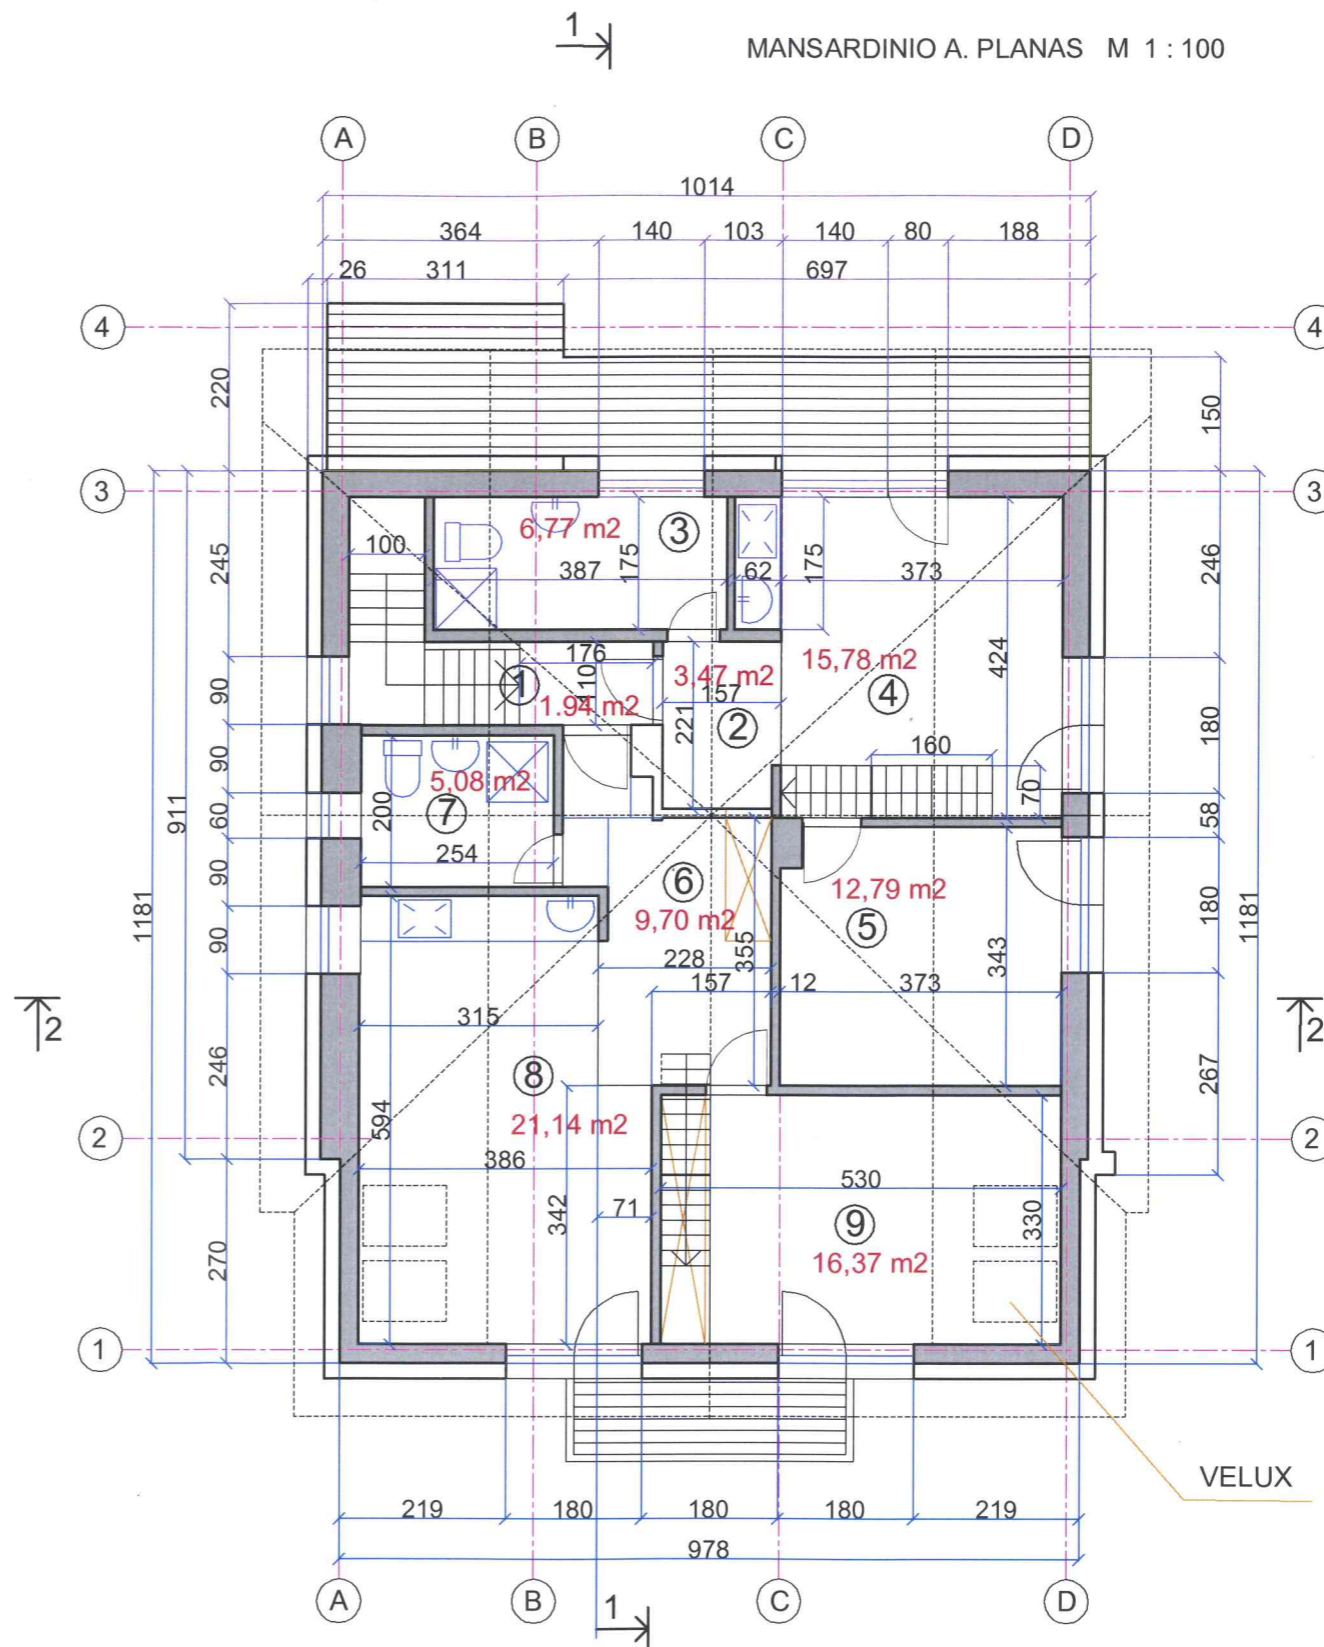 1
MANSARDINIO A. PLANAS M 1 : 100
A B C D
1014
364 140 103 140 80 188
26 311 697
4 4
220 150
3 3
6,77 m2 3
100 175 387 62 175 373
245 246
176 3,47 m2 15,78 m2 424
1 110 157 4
1.94 m2 221 2
90 180
160
70
5,08 m2
90 200 7
911 60 58
254
6 12,79 m2
90 9,70 m2 5
1181 90 355 343 180 1181
228
157 12 373
2 2
315
246 8 267
594 21,14 m2
2 2
386 530
342 71 9 330
270 16,37 m2
1 1
VELUX
219 180 180 180 219
978
A B C D
1